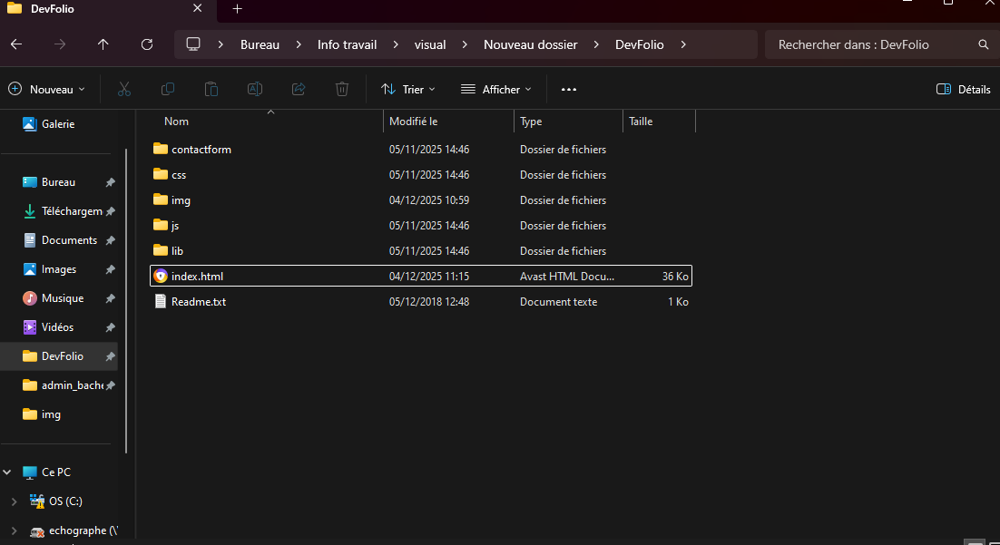 DevFolio
Bureau > Info travail > visual > Nouveau dossier > DevFolio >
Rechercher dans : DevFolio
Nouveau
Trier
Afficher
Détails
Galerie
Bureau
Téléchargem
Documents
Images
Musique
Vidéos
DevFolio
admin_bache
img
Ce PC
OS (C:)
echographe (\\
Nom Modifié le Type Taille
contactform 05/11/2025 14:46 Dossier de fichiers
css 05/11/2025 14:46 Dossier de fichiers
img 04/12/2025 10:59 Dossier de fichiers
js 05/11/2025 14:46 Dossier de fichiers
lib 05/11/2025 14:46 Dossier de fichiers
index.html 04/12/2025 11:15 Avast HTML Docu... 36 Ko
Readme.txt 05/12/2018 12:48 Document texte 1 Ko